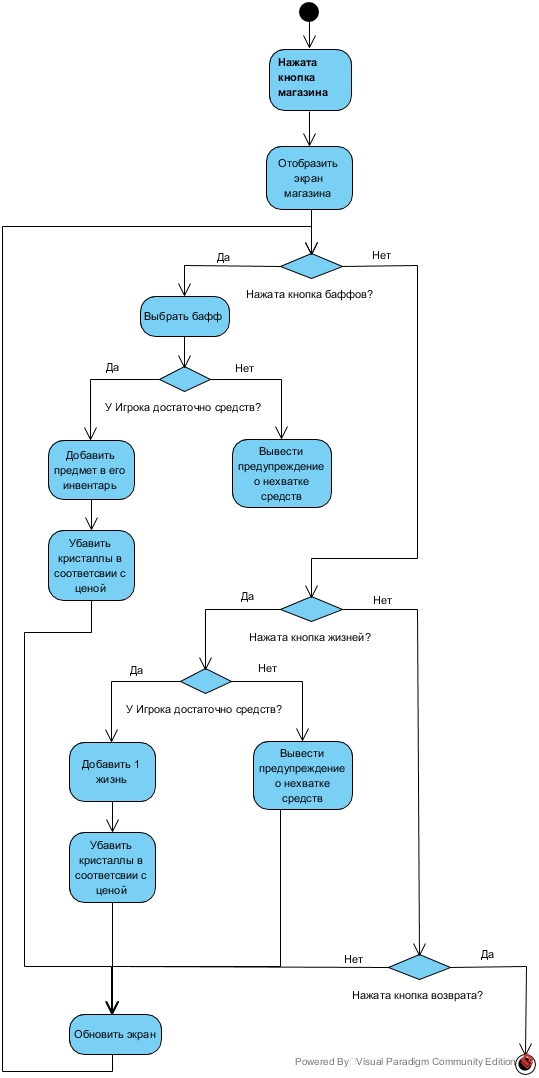 Нажата
кнопка
магазина
Отобразить
экран
магазина
Да
Нет
Нажата кнопка баффов?
Выбрать бафф
Да
Нет
У Игрока достаточно средств?
Добавить
предмет в его
инвентарь
Вывести
предупреждение
о нехватке
средств
Убавить
кристаллы в
соответсвии с
ценой
Да
Нет
Нажата кнопка жизней?
Да
Нет
У Игрока достаточно средств?
Добавить 1
жизнь
Вывести
предупреждение
о нехватке
средств
Убавить
кристаллы в
соответсвии с
ценой
Нет
Да
Нажата кнопка возврата?
Обновить экран
Powered By Visual Paradigm Community Edition